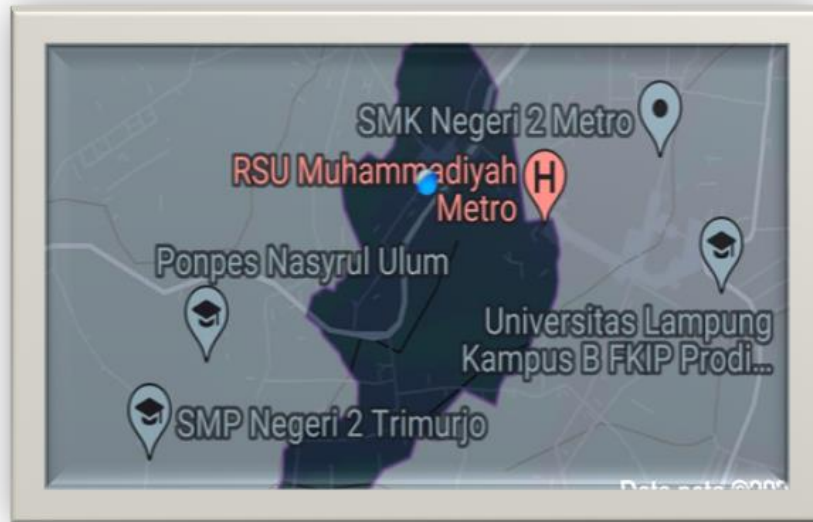 SMK Negeri 2 Metro
RSU Muhammadiyah
Metro
H
Ponpes Nasyrul Ulum
Universitas Lampung
Kampus B FKIP Prodi...
SMP Negeri 2 Trimurjo